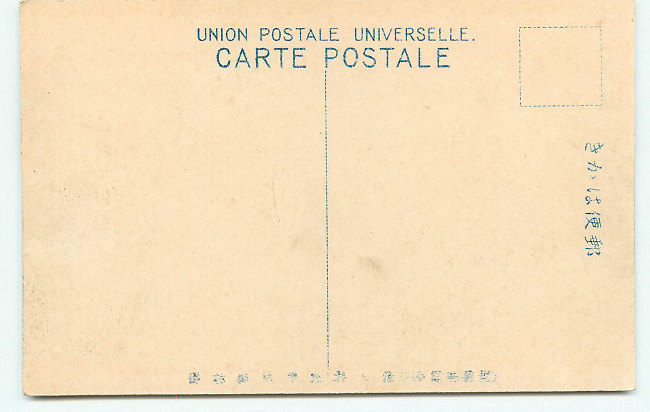 UNION POSTALE UNIVERSELLE.
CARTE POSTALE
きかは便郵